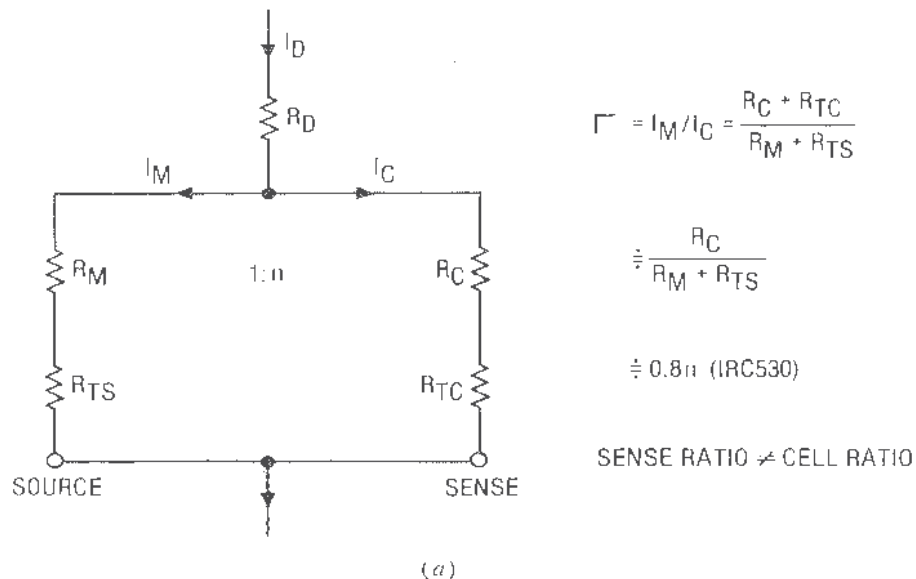 I_D
R_D
I_M
I_C
R_M
1:n
R_C
R_TS
R_TC
SOURCE
SENSE
Γ = I_M/I_C = (R_C + R_TC)/(R_M + R_TS)
≑ R_C/(R_M + R_TS)
≑ 0.8n (IRC530)
SENSE RATIO ≠ CELL RATIO
(a)